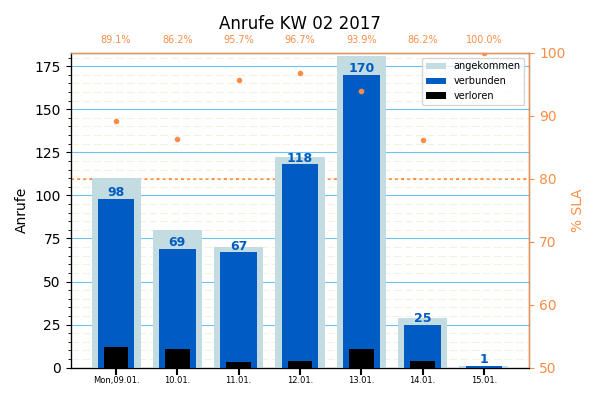 Anrufe KW 02 2017
89.1% 86.2% 95.7% 96.7% 93.9% 86.2% 100.0%
angekommen
verbunden
verloren
Anrufe
175
150
125
100
75
50
25
0
98 69 67 118 170 25 1
100
90
80
70
60
50
% SLA
Mon,09.01. 10.01. 11.01. 12.01. 13.01. 14.01. 15.01.